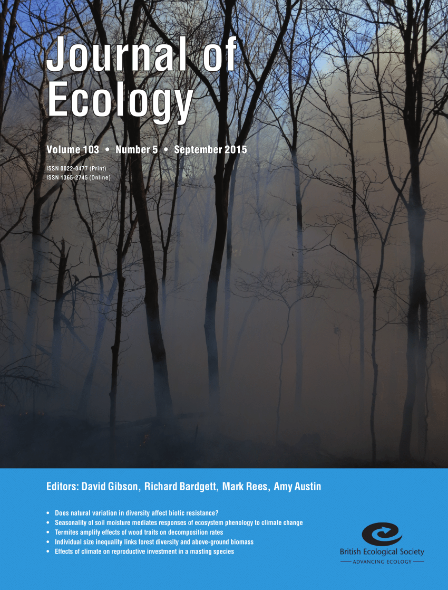 Journal of
Ecology
Volume 103 • Number 5 • September 2015
ISSN 0022-0477 (Print)
ISSN 1365-2745 (Online)
Editors: David Gibson, Richard Bardgett, Mark Rees, Amy Austin
• Does natural variation in diversity affect biotic resistance?
• Seasonality of soil moisture mediates responses of ecosystem phenology to climate change
• Termites amplify effects of wood traits on decomposition rates
• Individual size inequality links forest diversity and above-ground biomass
• Effects of climate on reproductive investment in a masting species
British Ecological Society
ADVANCING ECOLOGY